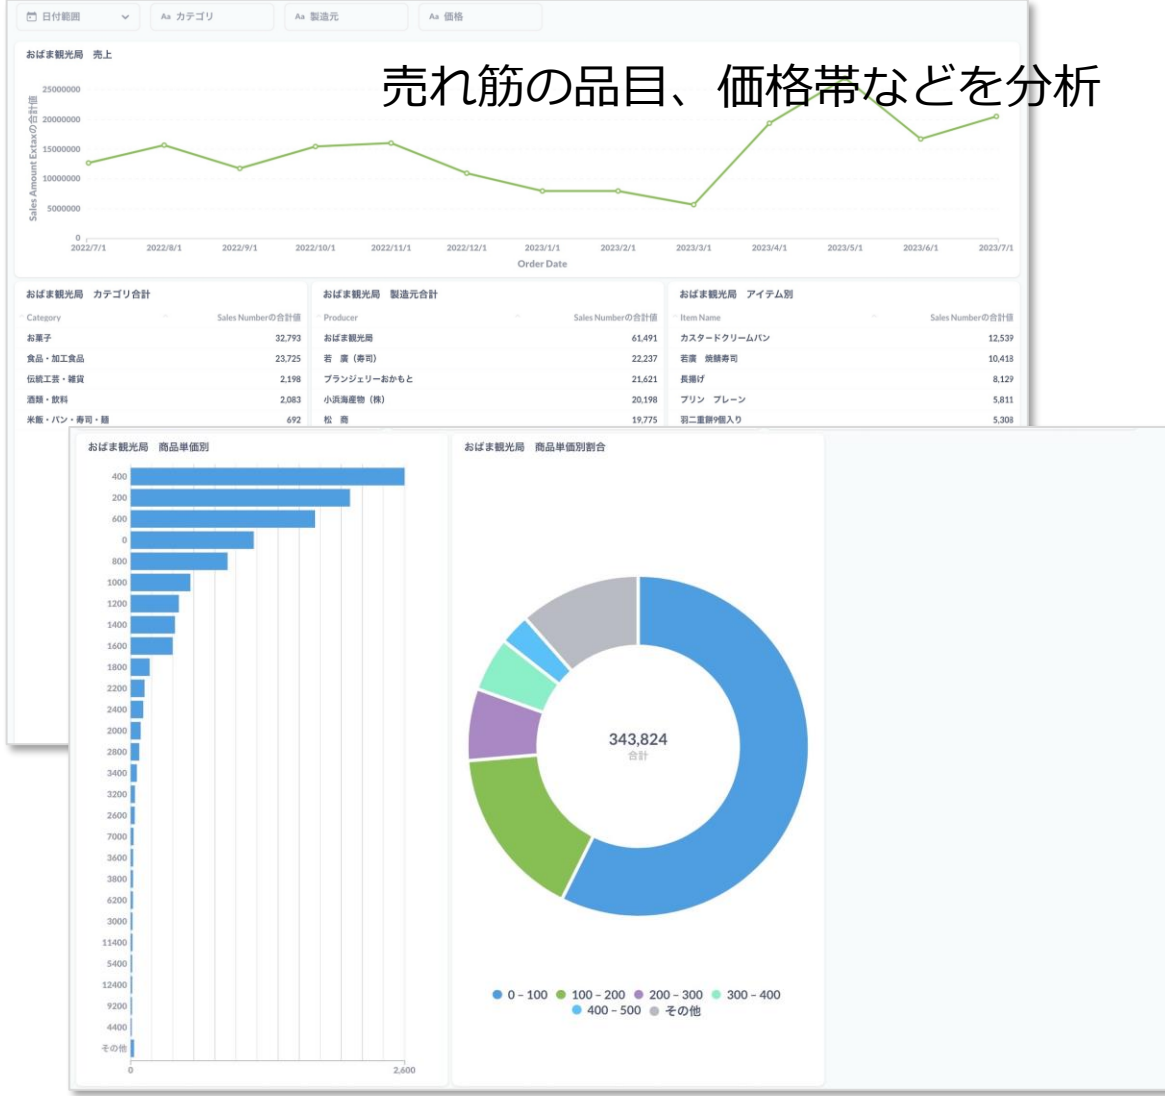 日付範囲
Aa カテゴリ
Aa 製造元
Aa 価格
おばま観光局 売上
売れ筋の品目、価格帯などを分析
Sales Amount Extaxの合計値
25000000
20000000
15000000
10000000
5000000
0
2022/7/1 2022/8/1 2022/9/1 2022/10/1 2022/11/1 2022/12/1 2023/1/1 2023/2/1 2023/3/1 2023/4/1 2023/5/1 2023/6/1 2023/7/1
Order Date
おばま観光局 カテゴリ合計
Category Sales Numberの合計値
お菓子 32,793
食品・加工食品 23,725
伝統工芸・雑貨 2,198
酒類・飲料 2,083
米飯・パン・寿司・麺 692
おばま観光局 製造元合計
Producer Sales Numberの合計値
おばま観光局 61,491
若 廣（寿司） 22,237
ブランジェリーおかもと 21,621
小浜海産物（株） 20,198
松 商 19,775
おばま観光局 アイテム別
Item Name Sales Numberの合計値
カスタードクリームパン 12,539
若廣 焼鯖寿司 10,418
長揚げ 8,129
プリン プレーン 5,811
羽二重餅9個入り 5,308
おばま観光局 商品単価別
400
200
600
0
800
1000
1200
1400
1600
1800
2200
2400
2000
2800
3400
3200
2600
7000
3600
3800
6200
3000
11400
5400
12400
9200
4400
その他
0 2,600
おばま観光局 商品単価別割合
343,824
合計
0 – 100 100 – 200 200 – 300 300 – 400
400 – 500 その他